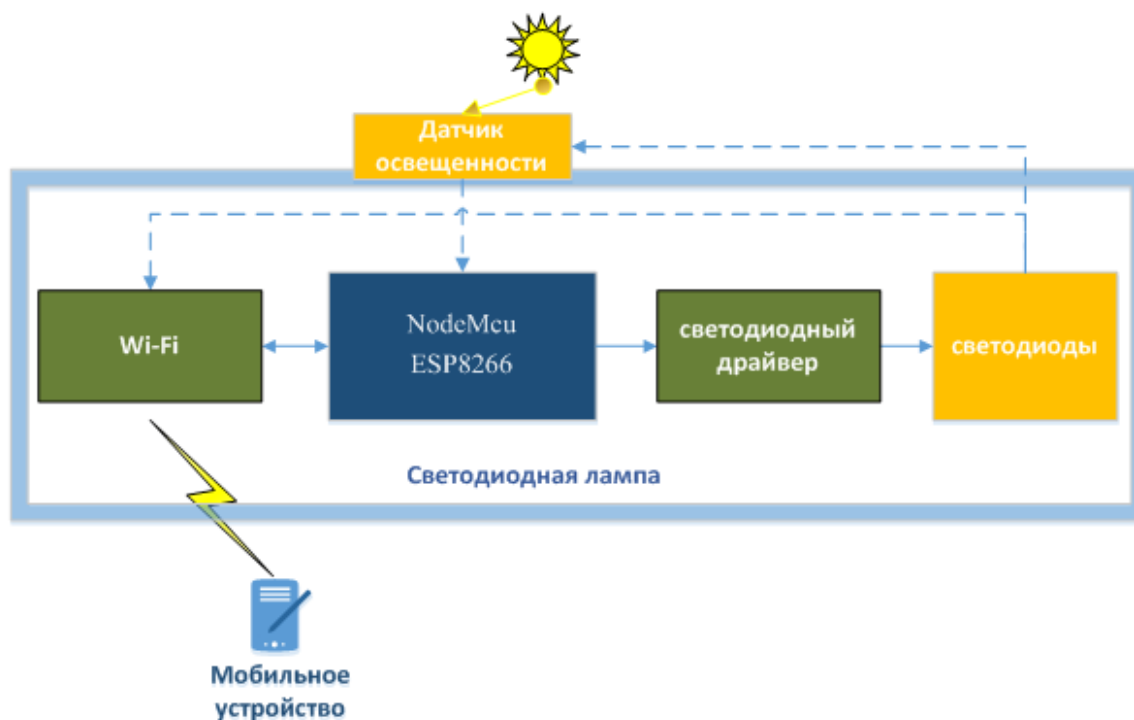 Датчик
освещенности
Wi-Fi
NodeMcu
ESP8266
светодиодный
драйвер
светодиоды
Светодиодная лампа
Мобильное
устройство